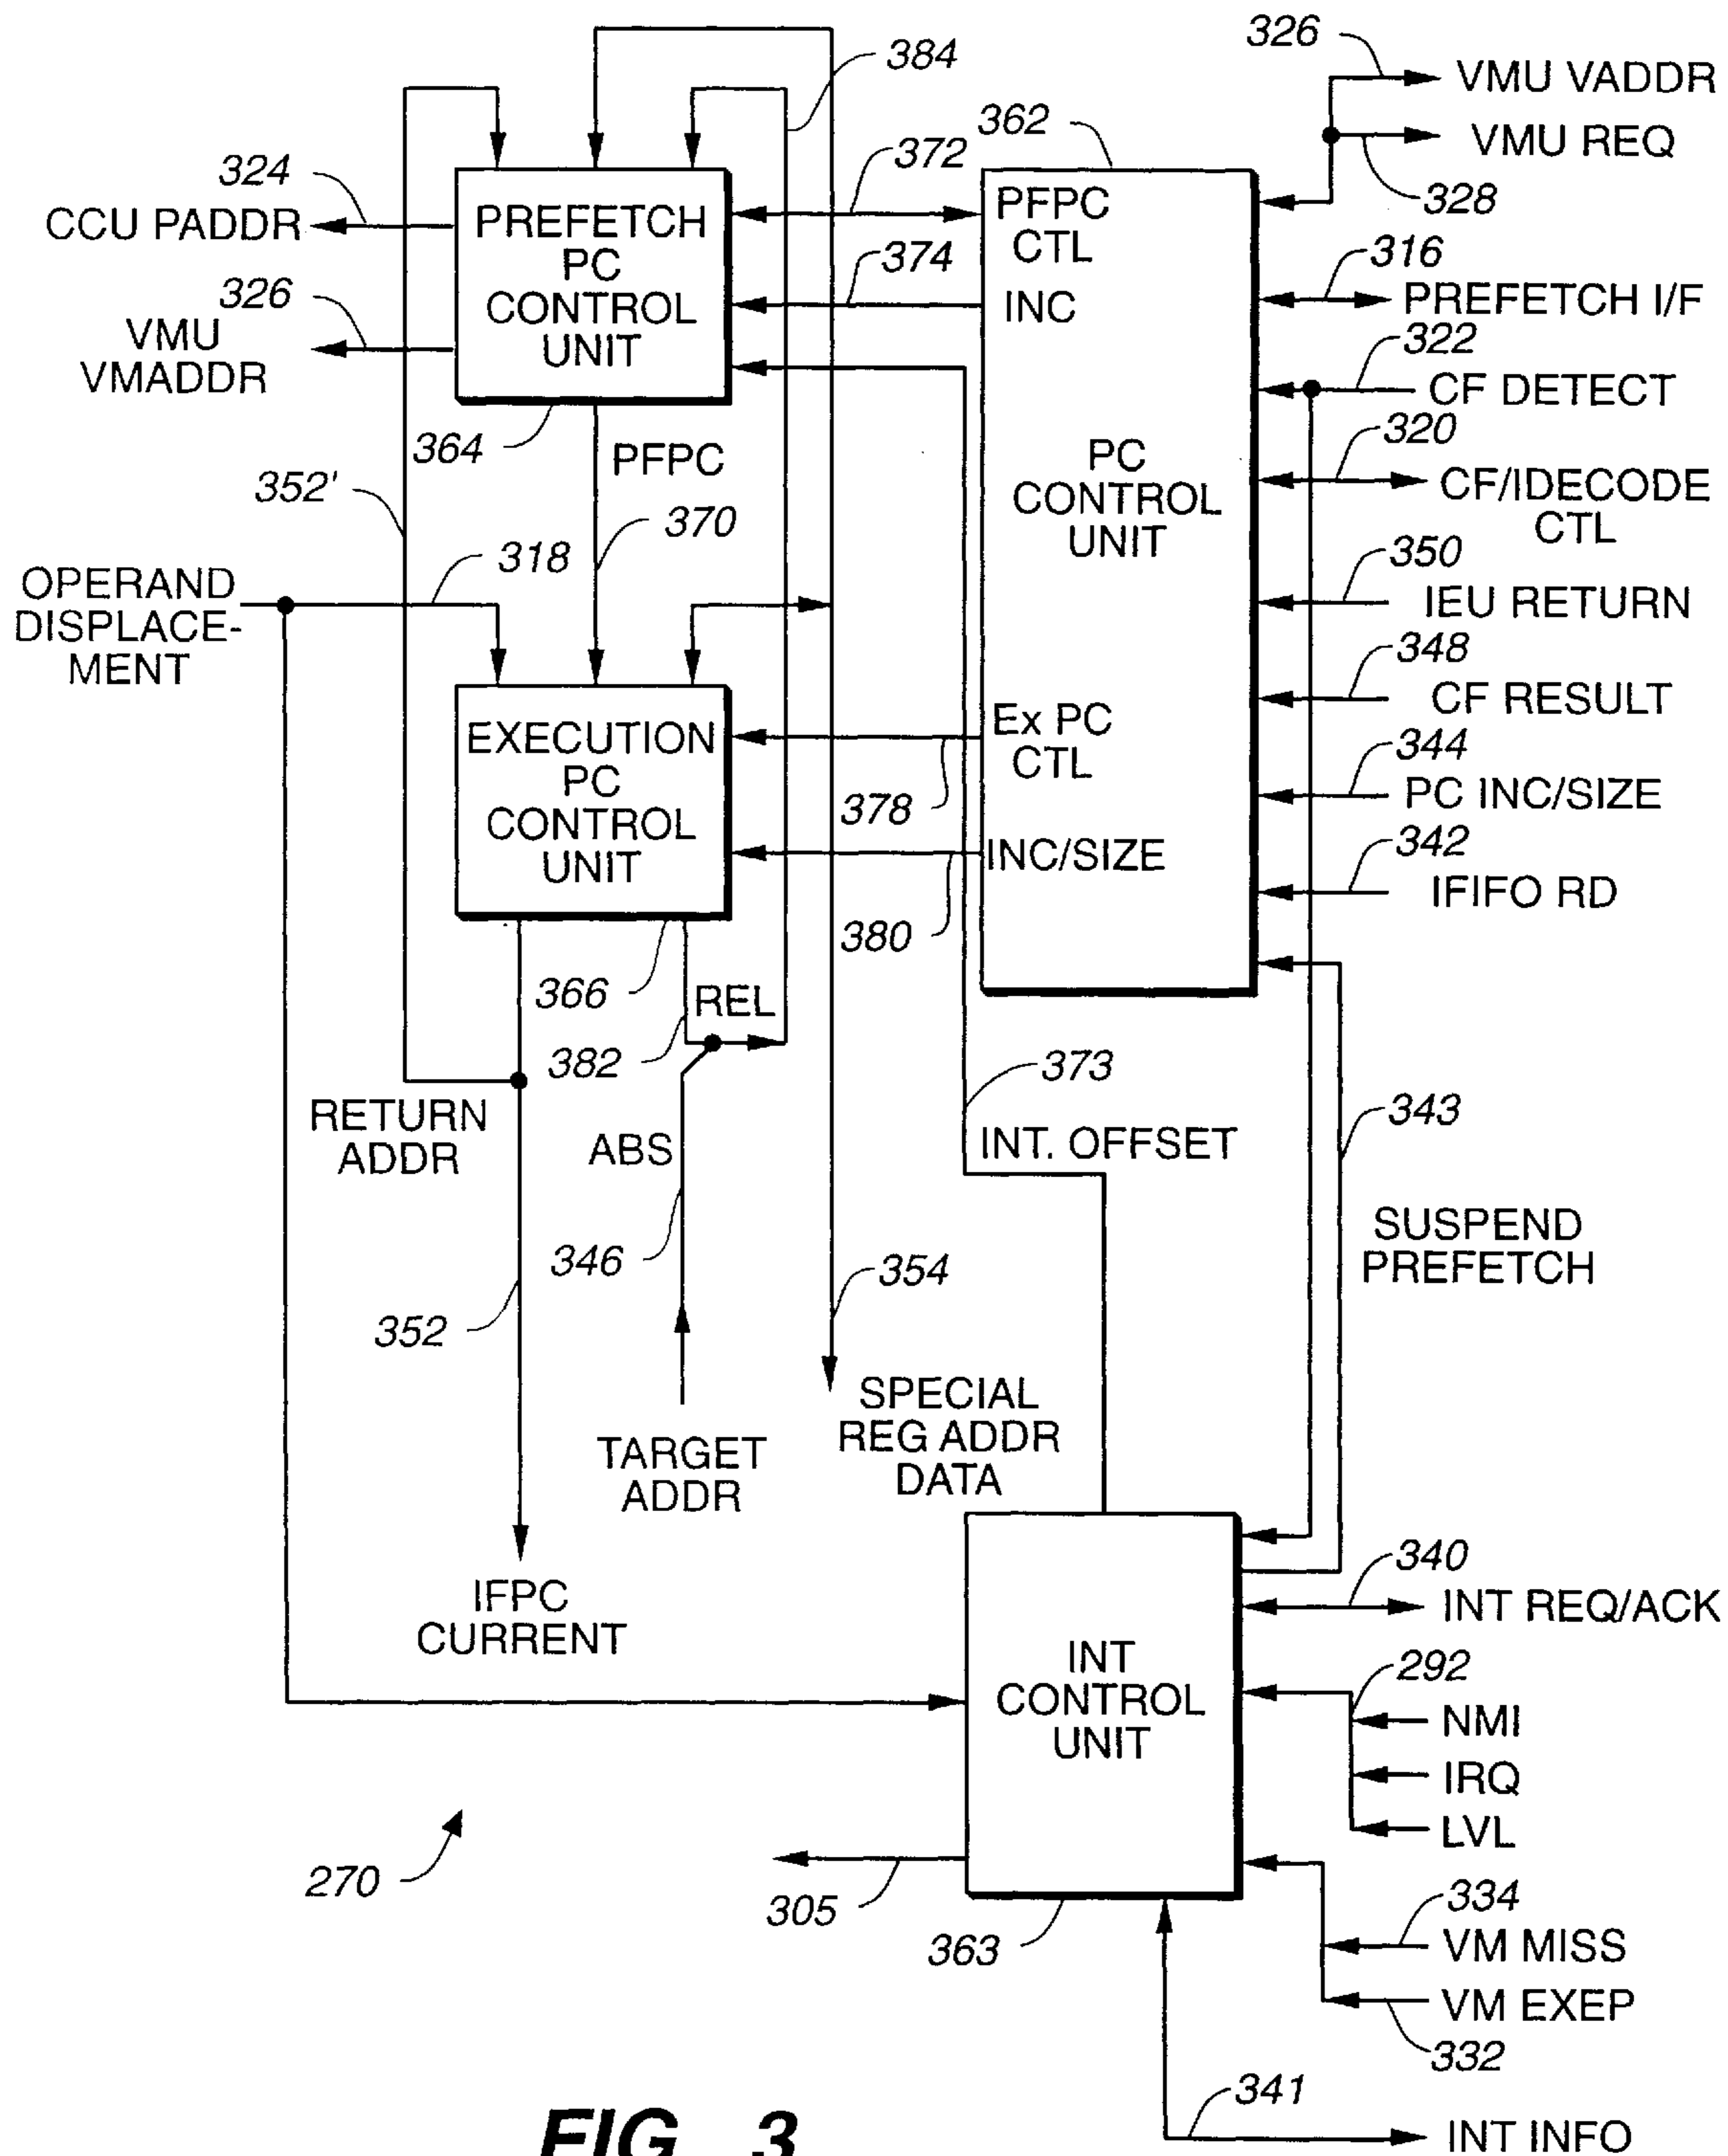 326
VMU VADDR
384
362
372
VMU REQ
328
324
CCU PADDR
PREFETCH
PC
CONTROL
UNIT
PFPC
CTL
374
INC
316
PREFETCH I/F
326
VMU
VMADDR
322
CF DETECT
364
PFPC
320
CF/IDECODE
CTL
PC
CONTROL
UNIT
352'
370
318
OPERAND
DISPLACE-
MENT
350
IEU RETURN
348
CF RESULT
EXECUTION
PC
CONTROL
UNIT
Ex PC
CTL
378
344
PC INC/SIZE
INC/SIZE
342
IFIFO RD
380
366
REL
382
373
343
RETURN
ADDR
ABS
INT. OFFSET
SUSPEND
PREFETCH
346
354
352
SPECIAL
REG ADDR
DATA
TARGET
ADDR
340
INT REQ/ACK
IFPC
CURRENT
INT
CONTROL
UNIT
292
NMI
IRQ
LVL
270
305
363
334
VM MISS
VM EXEP
332
341
INT INFO
FIG. 3